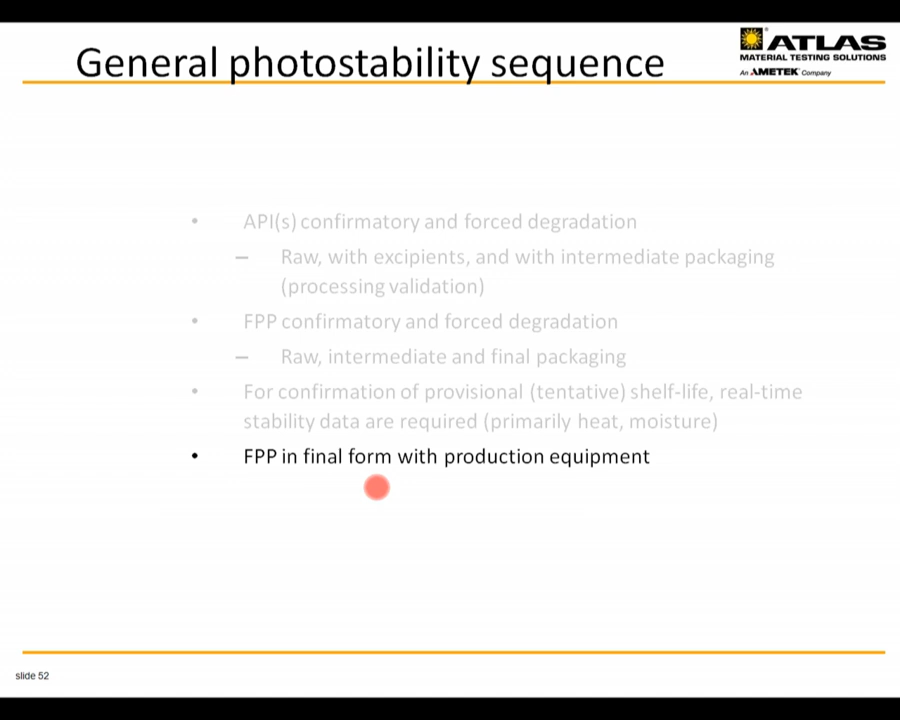 General photostability sequence
ATLAS
MATERIAL TESTING SOLUTIONS
An AMETEK Company
• API(s) confirmatory and forced degradation
– Raw, with excipients, and with intermediate packaging
(processing validation)
• FPP confirmatory and forced degradation
– Raw, intermediate and final packaging
• For confirmation of provisional (tentative) shelf-life, real-time
stability data are required (primarily heat, moisture)
• FPP in final form with production equipment
slide 52